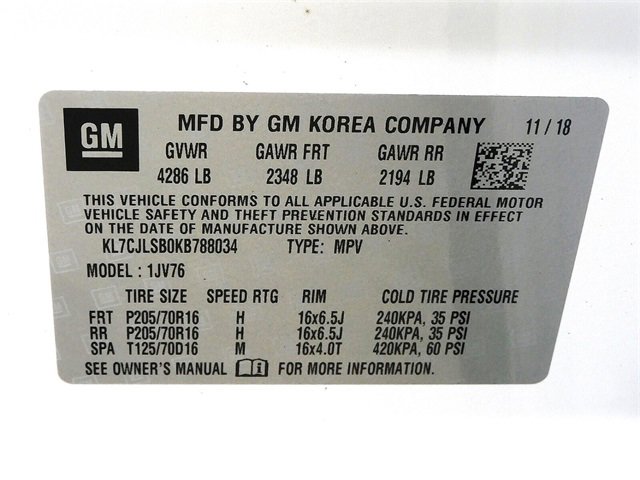 GM MFD BY GM KOREA COMPANY 11 / 18
GVWR GAWR FRT GAWR RR
4286 LB 2348 LB 2194 LB
THIS VEHICLE CONFORMS TO ALL APPLICABLE U.S. FEDERAL MOTOR
VEHICLE SAFETY AND THEFT PREVENTION STANDARDS IN EFFECT
ON THE DATE OF MANUFACTURE SHOWN ABOVE.
KL7CJLSB0KB788034 TYPE: MPV
MODEL : 1JV76
TIRE SIZE SPEED RTG RIM COLD TIRE PRESSURE
FRT P205/70R16 H 16x6.5J 240KPA, 35 PSI
RR P205/70R16 H 16x6.5J 240KPA, 35 PSI
SPA T125/70D16 M 16x4.0T 420KPA, 60 PSI
SEE OWNER'S MANUAL FOR MORE INFORMATION.